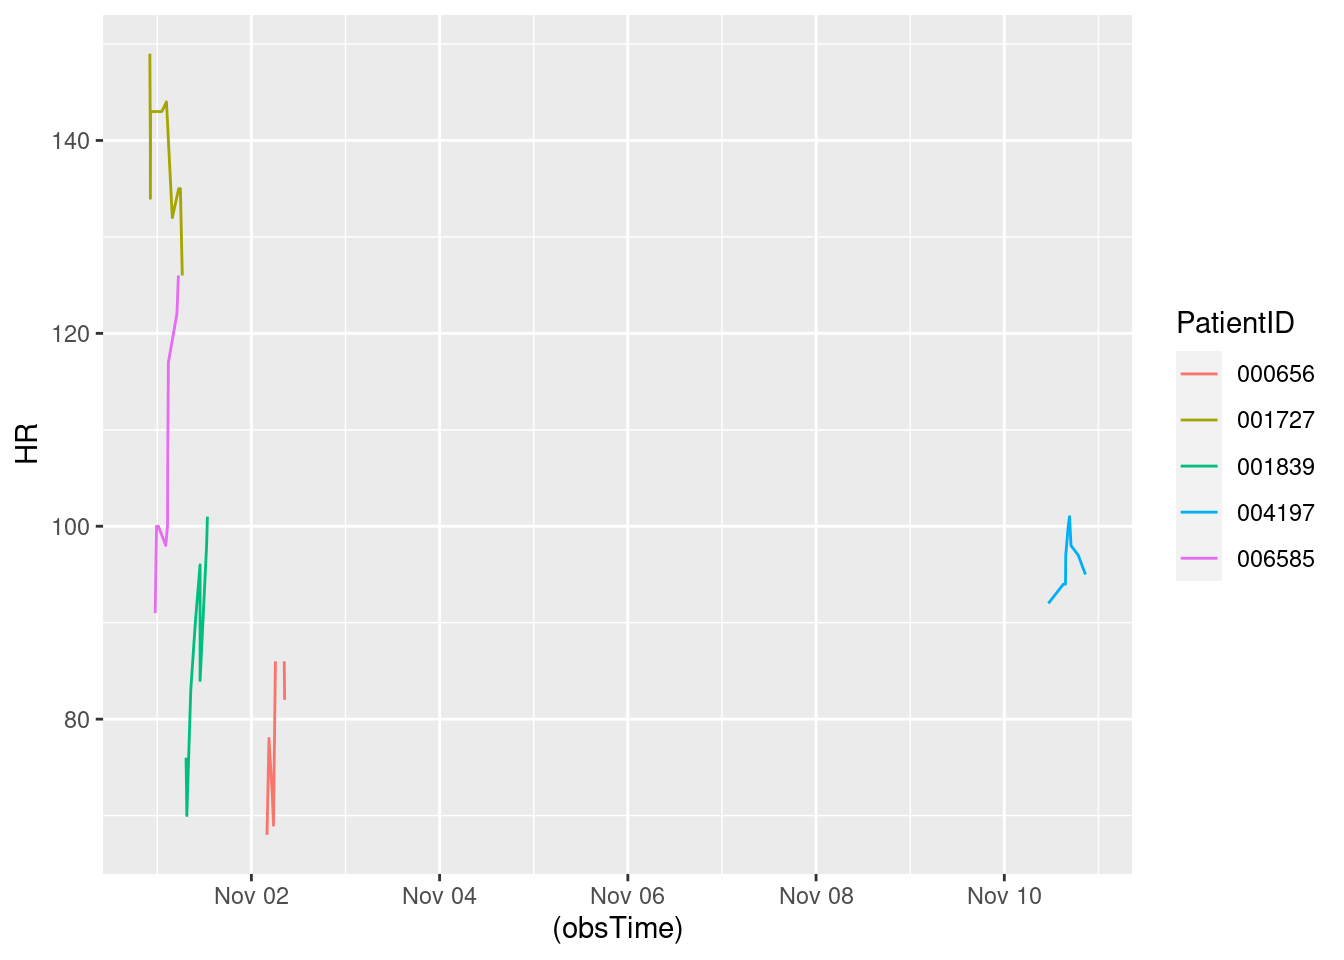 140
120
100
80
HR
Nov 02
Nov 04
Nov 06
Nov 08
Nov 10
(obsTime)
PatientID
000656
001727
001839
004197
006585